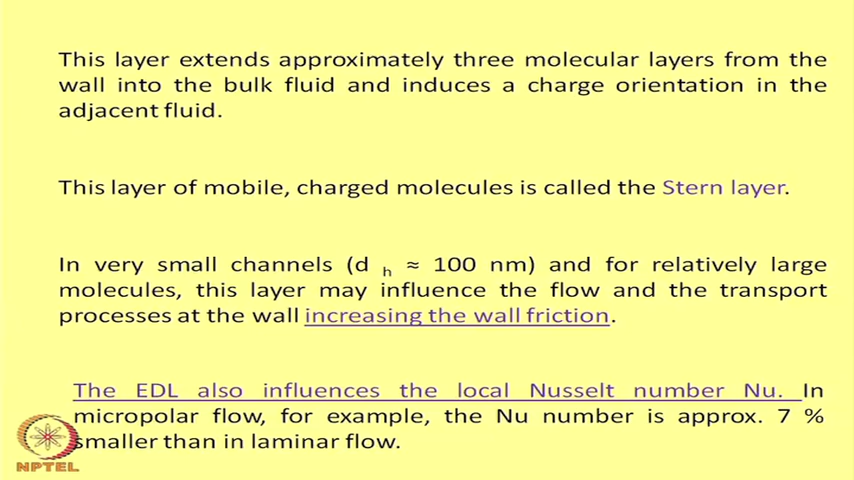 This layer extends approximately three molecular layers from the
wall into the bulk fluid and induces a charge orientation in the
adjacent fluid.
This layer of mobile, charged molecules is called the Stern layer.
In very small channels (d h ≈ 100 nm) and for relatively large
molecules, this layer may influence the flow and the transport
processes at the wall increasing the wall friction.
The EDL also influences the local Nusselt number Nu. In
micropolar flow, for example, the Nu number is approx. 7 %
smaller than in laminar flow.
NPTEL